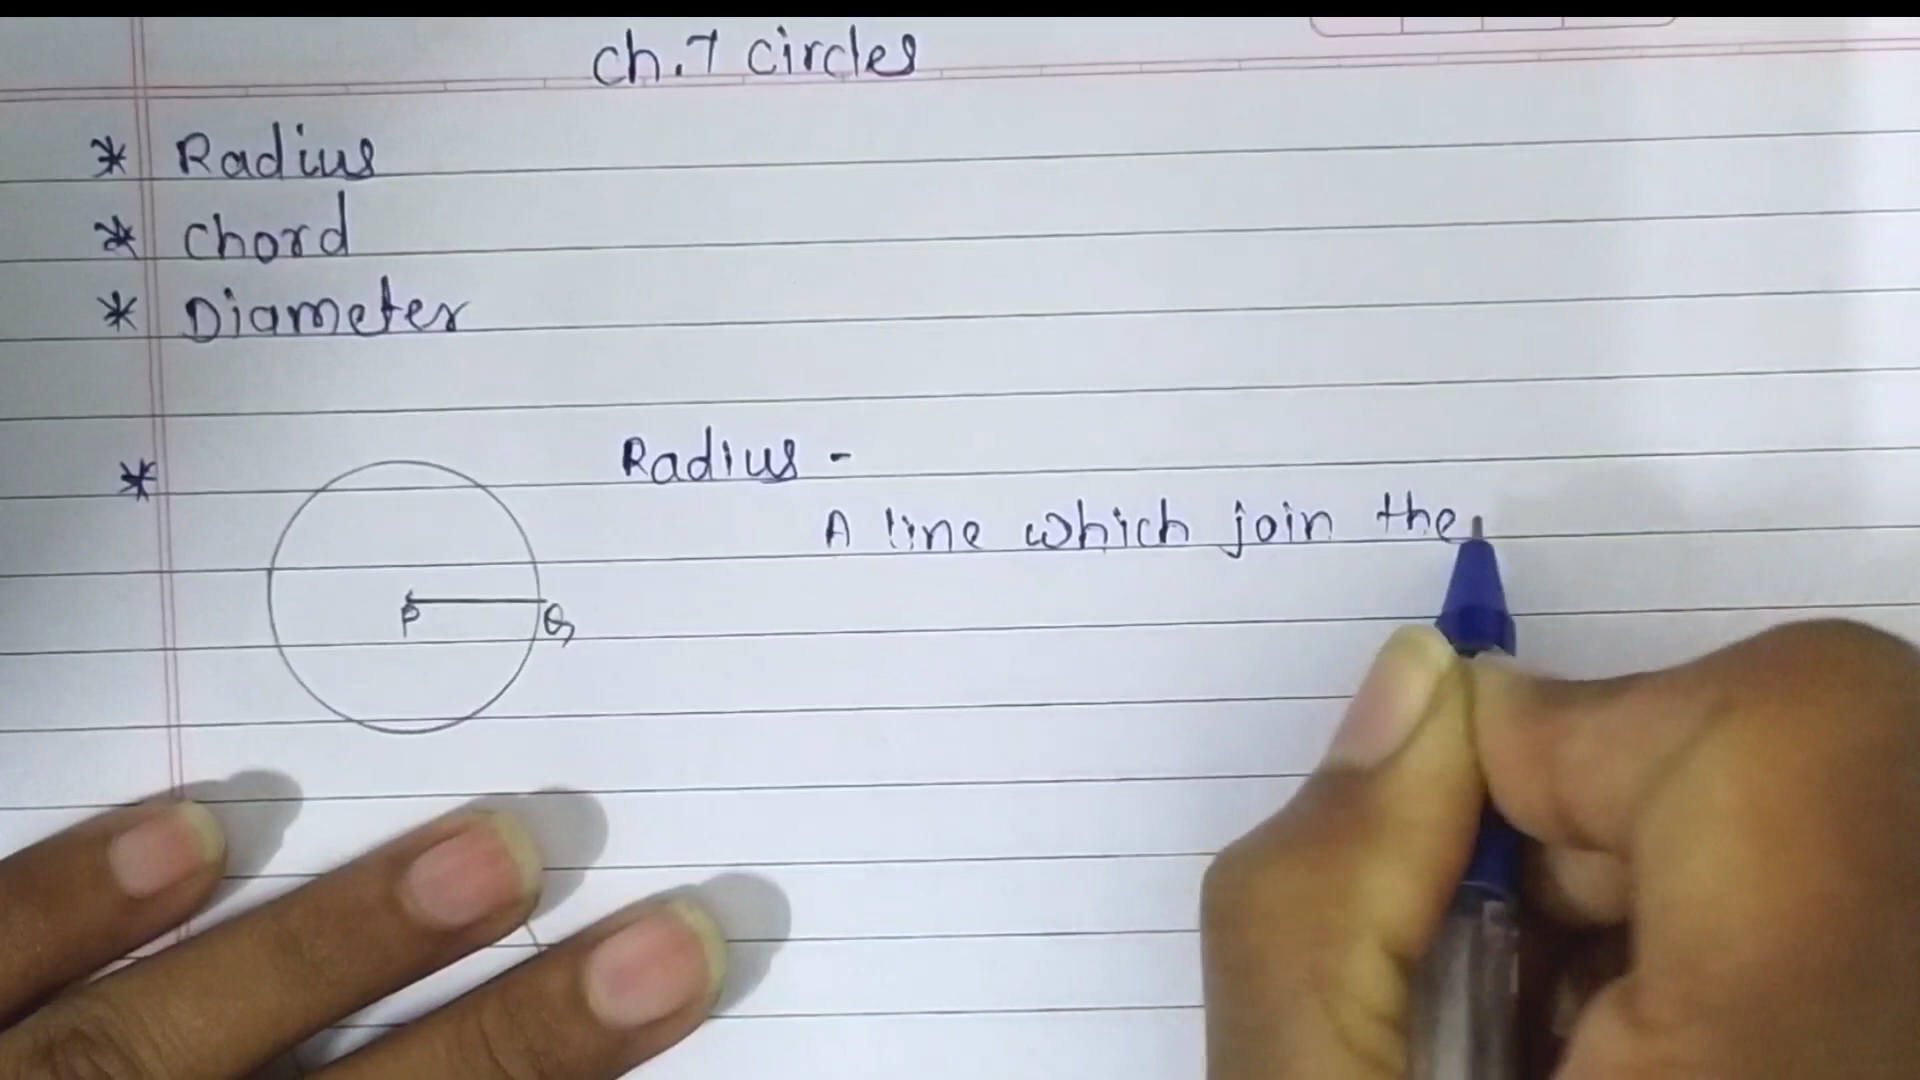 ch.7 circles
* Radius
* Chord
* Diameter
* Radius -
A line which join the
P Q